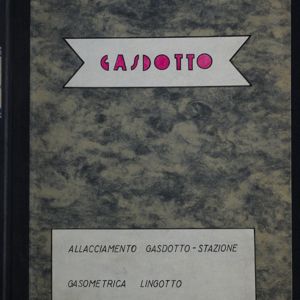 GASDOTTO
ALLACCIAMENTO GASDOTTO-STAZIONE
GASOMETRICA LINGOTTO